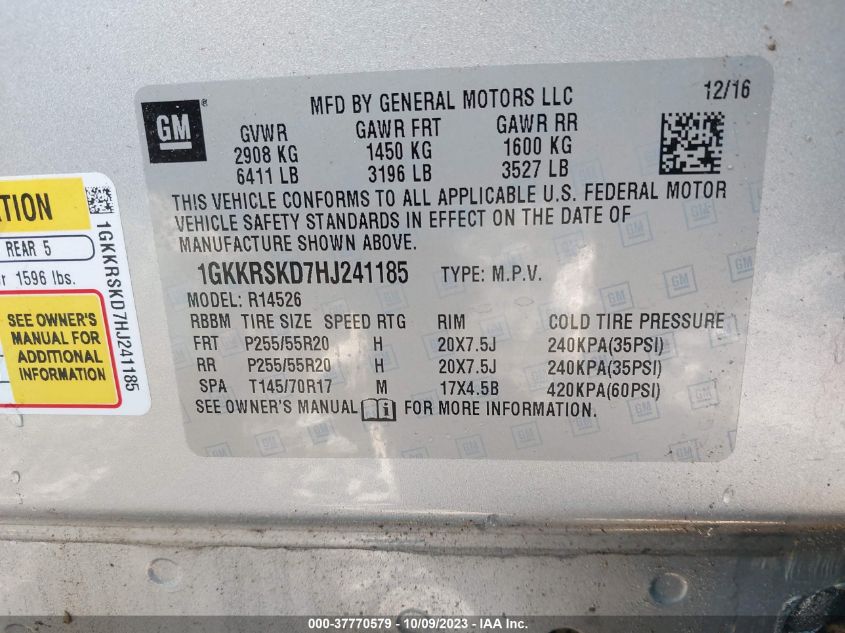 GM ®
MFD BY GENERAL MOTORS LLC 12/16
GVWR GAWR FRT GAWR RR
2908 KG 1450 KG 1600 KG
6411 LB 3196 LB 3527 LB
THIS VEHICLE CONFORMS TO ALL APPLICABLE U.S. FEDERAL MOTOR
VEHICLE SAFETY STANDARDS IN EFFECT ON THE DATE OF
MANUFACTURE SHOWN ABOVE.
1GKKRSKD7HJ241185 TYPE: M.P.V.
MODEL: R14526
RBBM TIRE SIZE SPEED RTG RIM COLD TIRE PRESSURE
FRT P255/55R20 H 20X7.5J 240KPA(35PSI)
RR P255/55R20 H 20X7.5J 240KPA(35PSI)
SPA T145/70R17 M 17X4.5B 420KPA(60PSI)
SEE OWNER'S MANUAL FOR MORE INFORMATION.
REAR 5
1596 lbs.
SEE OWNER'S
MANUAL FOR
ADDITIONAL
INFORMATION
1GKKRSKD7HJ241185
000-37770579 - 10/09/2023 - IAAI.com